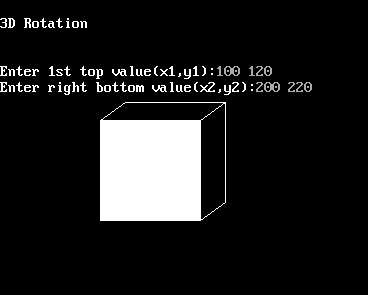 3D Rotation
Enter 1st top value(x1,y1):100 120
Enter right bottom value(x2,y2):200 220